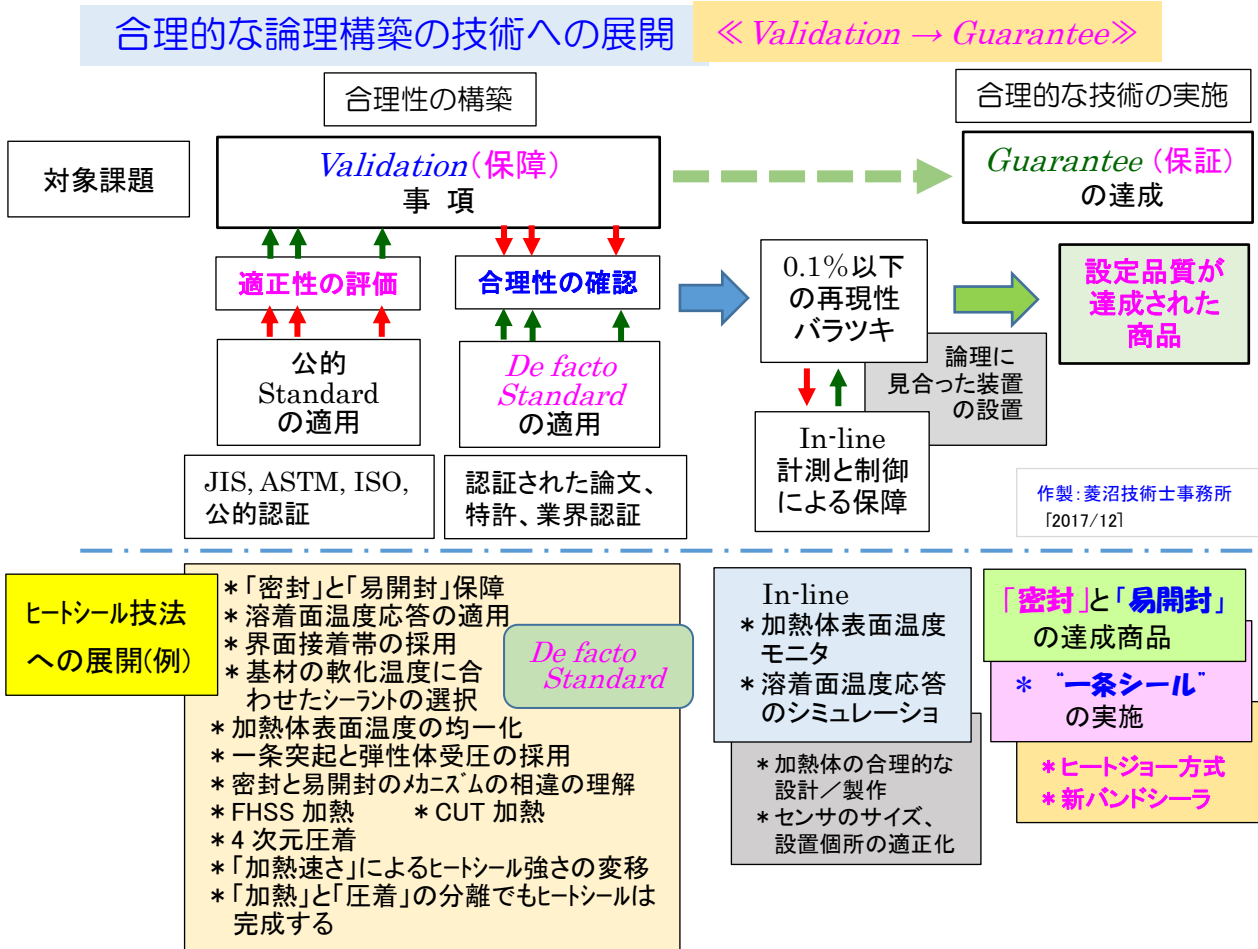 合理的な論理構築の技術への展開
≪Validation → Guarantee≫
合理性の構築
合理的な技術の実施
対象課題
Validation(保障)
事 項
Guarantee (保証)
の達成
適正性の評価
合理性の確認
0.1%以下
の再現性
バラツキ
設定品質が
達成された
商品
公的
Standard
の適用
De facto
Standard
の適用
論理に
見合った装置
の設置
In-line
計測と制御
による保障
JIS, ASTM, ISO,
公的認証
認証された論文、
特許、業界認証
作製:菱沼技術士事務所
[2017/12]
ヒートシール技法
への展開(例)
*「密封」と「易開封」保障
*溶着面温度応答の適用
*界面接着帯の採用
*基材の軟化温度に合
わせたシーラントの選択
*加熱体表面温度の均一化
*一条突起と弾性体受圧の採用
*密封と易開封のメカニズムの相違の理解
*FHSS 加熱 *CUT 加熱
*4 次元圧着
*「加熱速さ」によるヒートシール強さの変移
*「加熱」と「圧着」の分離でもヒートシールは
完成する
De facto
Standard
In-line
*加熱体表面温度
モニタ
*溶着面温度応答
のシミュレーショ
*加熱体の合理的な
設計/製作
*センサのサイズ、
設置個所の適正化
「密封」と「易開封」
の達成商品
* “一条シール”
の実施
*ヒートジョー方式
*新バンドシーラ